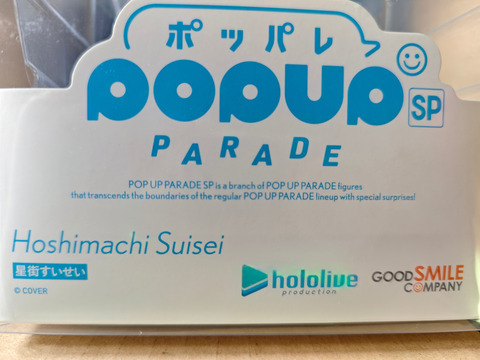 ポッパレ
POPUP
SP
PARADE
POP UP PARADE SP is a branch of POP UP PARADE figures
that transcends the boundaries of the regular POP UP PARADE lineup with special surprises!
Hoshimachi Suisei
星街すいせい
© COVER
hololive
production
GOOD SMILE
COMPANY